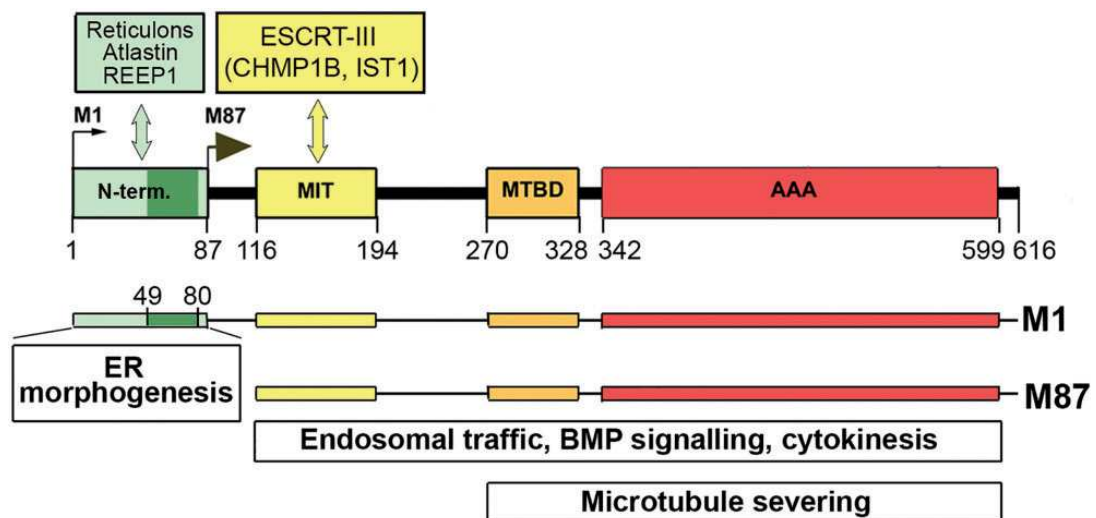 Reticulons
Atlastin
REEP1
ESCRT-III
(CHMP1B, IST1)
M1
M87
N-term.
MIT
MTBD
AAA
1
87
116
194
270
328
342
599
616
49
80
M1
ER
morphogenesis
M87
Endosomal traffic, BMP signalling, cytokinesis
Microtubule severing